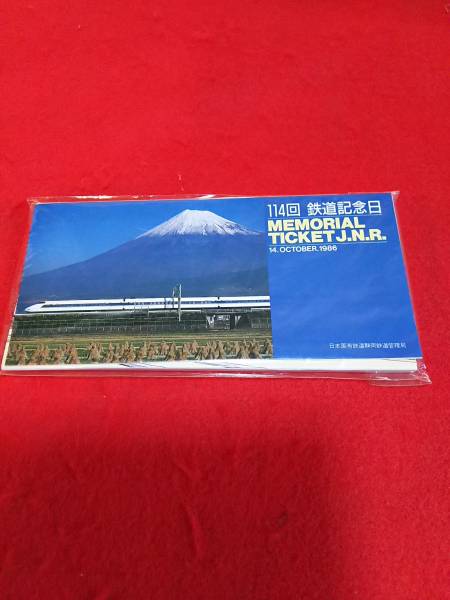 114回 鉄道記念日
MEMORIAL
TICKET J.N.R.
14. OCTOBER. 1986
日本国有鉄道静岡鉄道管理局